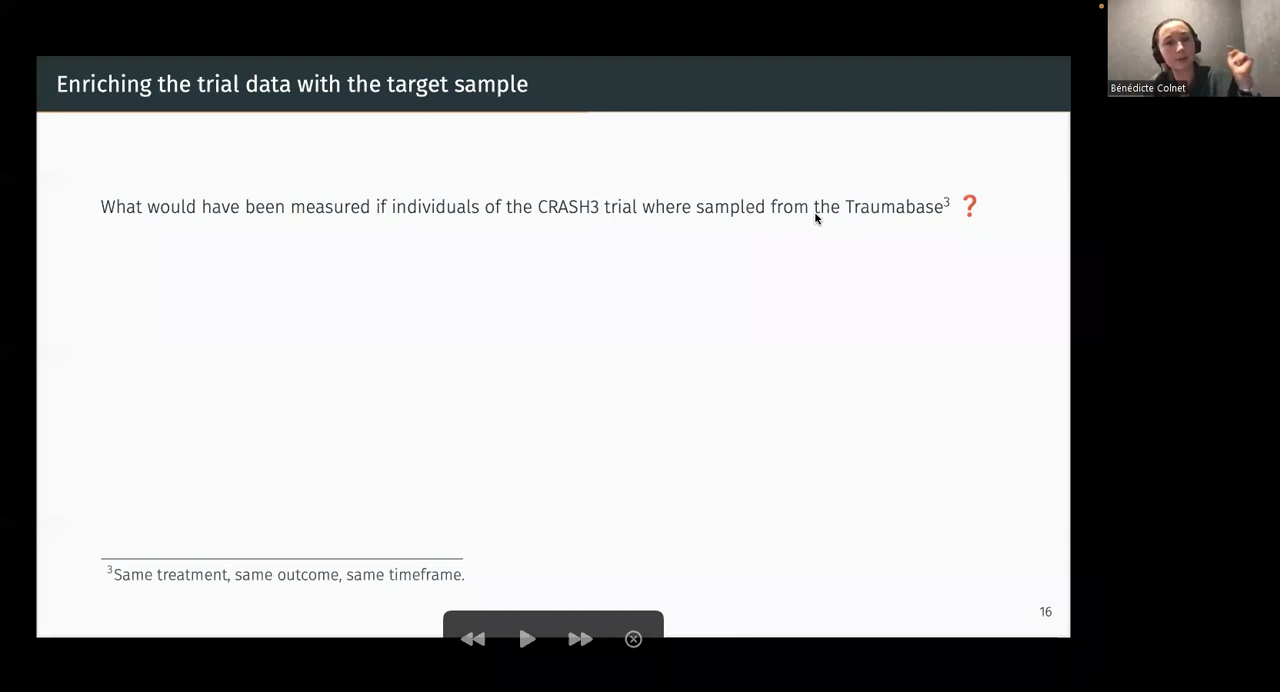 Enriching the trial data with the target sample
Bénédicte Colnet
What would have been measured if individuals of the CRASH3 trial where sampled from the Traumabase3 ❓
3Same treatment, same outcome, same timeframe.
16